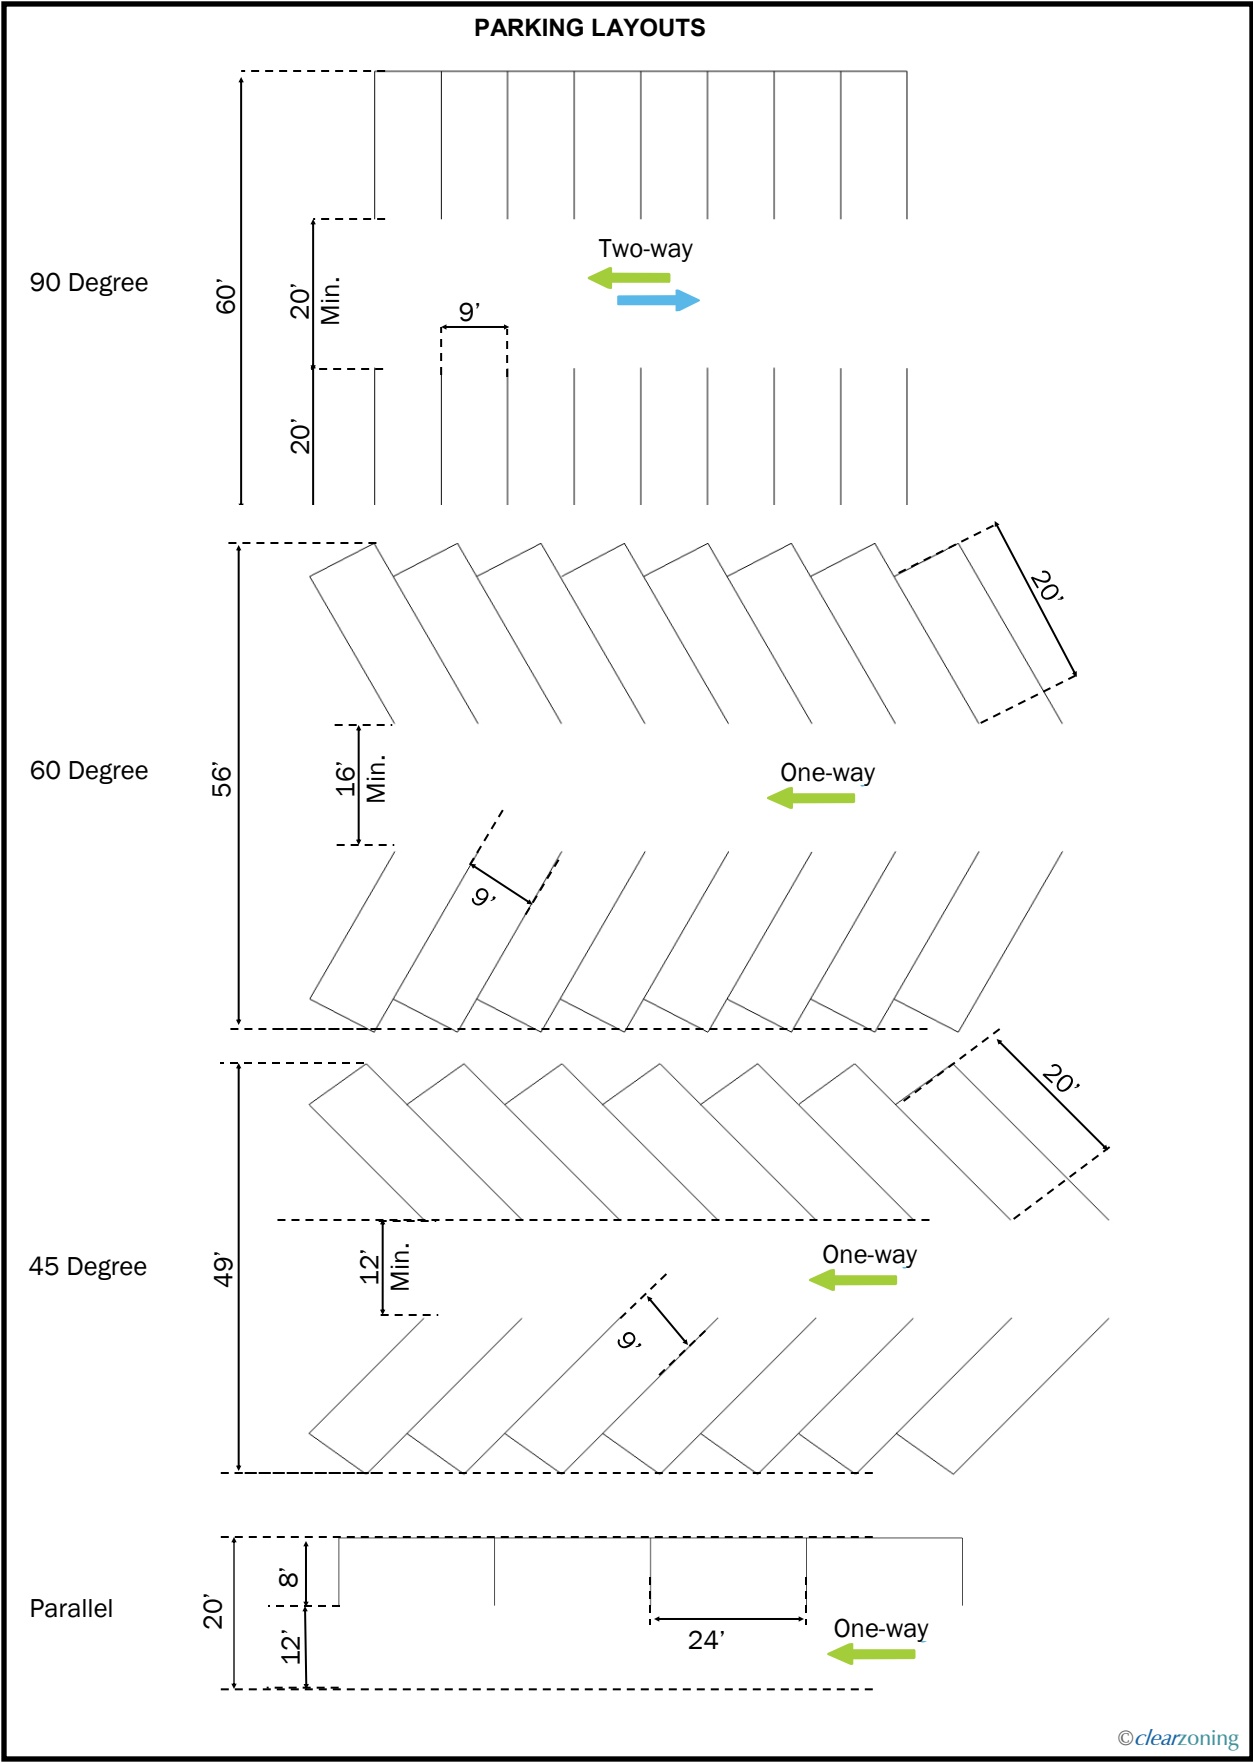 PARKING LAYOUTS
90 Degree
60’
20’
Min.
20’
9’
Two-way
60 Degree
56’
16’
Min.
9’
20’
One-way
45 Degree
49’
12’
Min.
9’
20’
One-way
Parallel
20’
8’
12’
24’
One-way
©clearzoning